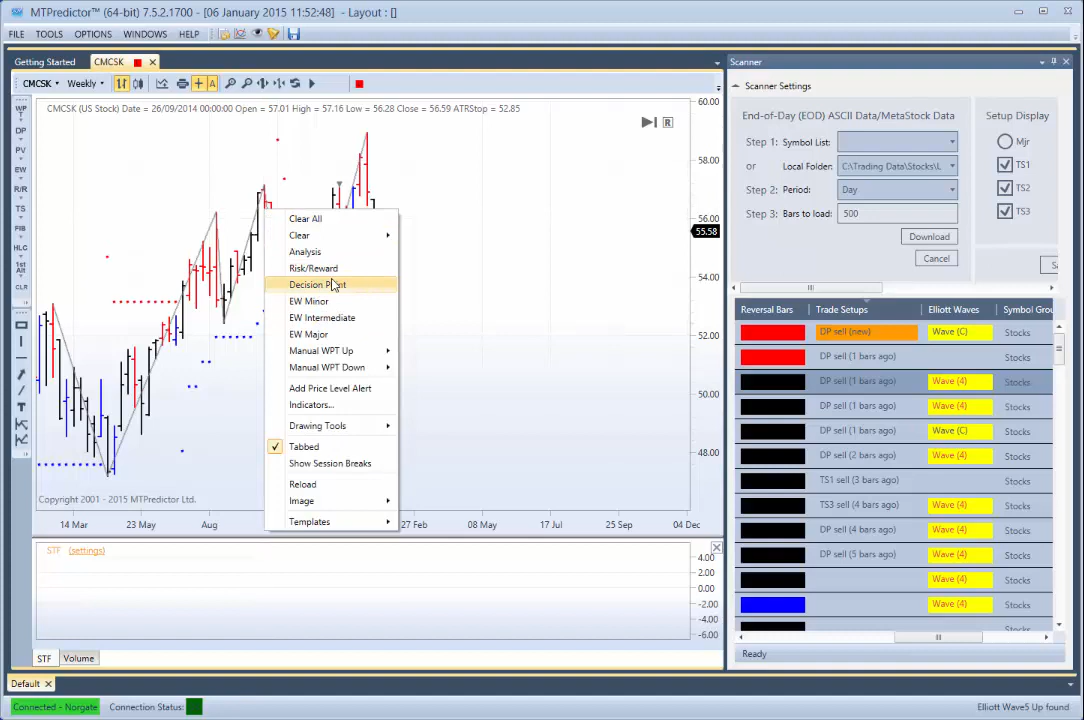 MTPredictor™ (64-bit) - 7.5.2.1700 - [06 January 2015 11:52:48] - Layout : []
FILE TOOLS OPTIONS WINDOWS HELP
Getting Started CMCSK
CMCSK Weekly A
CMCSK (US Stock) Date = 26/09/2014 00:00:00 Open = 57.01 High = 57.16 Low = 56.28 Close = 56.59 ATRStop = 52.85
R
WP
DP
PV
EW
R/R
TS
PIB
HLC
1st
Alt
CLR
T
60.00
58.00
56.00
55.58
54.00
52.00
50.00
48.00
Clear All
Clear
Analysis
Risk/Reward
Decision Point
EW Minor
EW Intermediate
EW Major
Manual WPT Up
Manual WPT Down
Add Price Level Alert
Indicators...
Drawing Tools
Tabbed
Show Session Breaks
Reload
Image
Templates
Copyright 2001 - 2015 MTPredictor Ltd.
14 Mar 23 May Aug 27 Feb 08 May 17 Jul 25 Sep 04 Dec
STF (settings)
4.00
2.00
0.00
-2.00
-4.00
-6.00
STF Volume
Default
Connected - Norgate Connection Status:
Scanner
Scanner Settings
End-of-Day (EOD) ASCII Data/MetaStock Data
Step 1: Symbol List:
or Local Folder: C:\Trading Data\Stocks\L
Step 2: Period: Day
Step 3: Bars to load: 500
Download
Cancel
Setup Display
Mjr
TS1
TS2
TS3
Reversal Bars Trade Setups Elliott Waves Symbol Grou
DP sell (new) Wave (C) Stocks
DP sell (1 bars ago) Stocks
DP sell (1 bars ago) Wave (4) Stocks
DP sell (1 bars ago) Wave (4) Stocks
DP sell (1 bars ago) Wave (C) Stocks
DP sell (2 bars ago) Wave (4) Stocks
TS1 sell (3 bars ago) Stocks
TS3 sell (4 bars ago) Wave (4) Stocks
DP sell (4 bars ago) Wave (4) Stocks
DP sell (5 bars ago) Wave (4) Stocks
Wave (4) Stocks
Wave (4) Stocks
Ready
Elliott Wave5 Up found